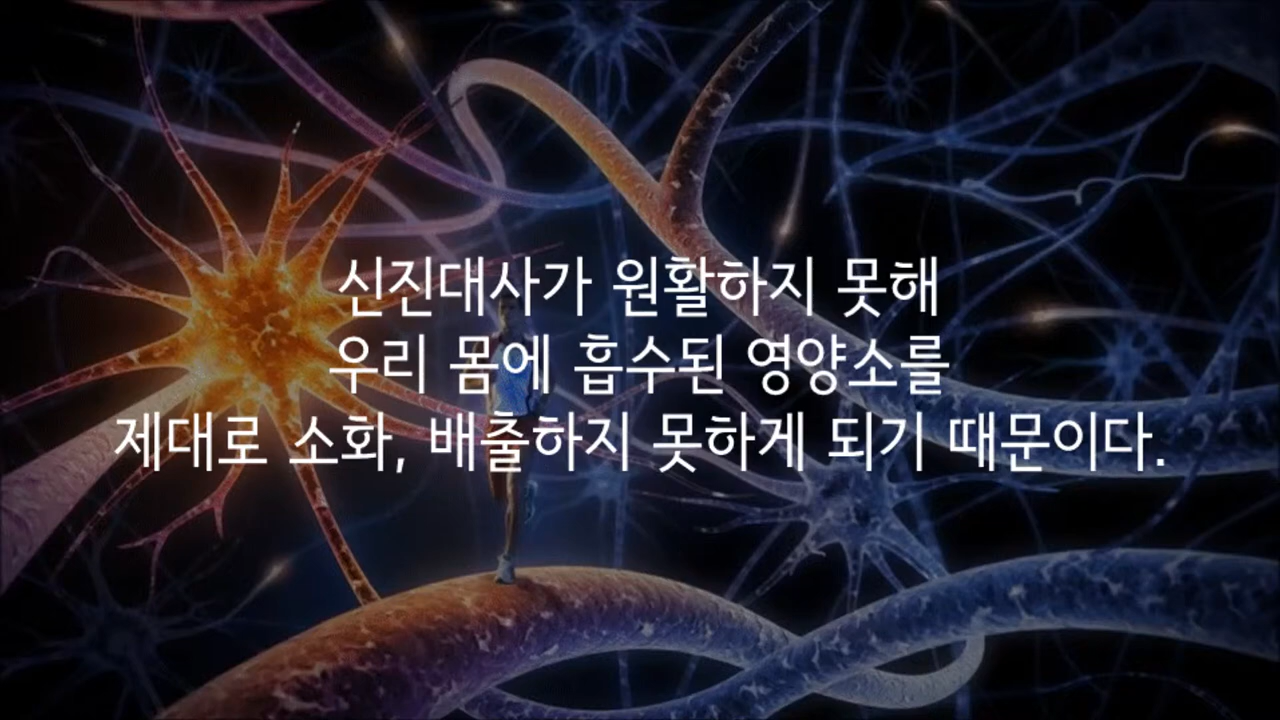 신진대사가 원활하지 못해
우리 몸에 흡수된 영양소를
제대로 소화, 배출하지 못하게 되기 때문이다.